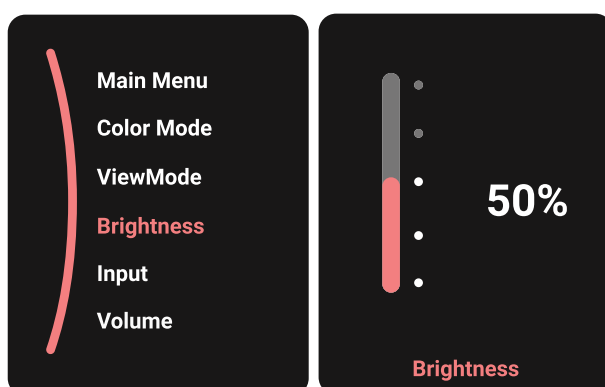 Main Menu
Color Mode
ViewMode
Brightness
Input
Volume
50%
Brightness